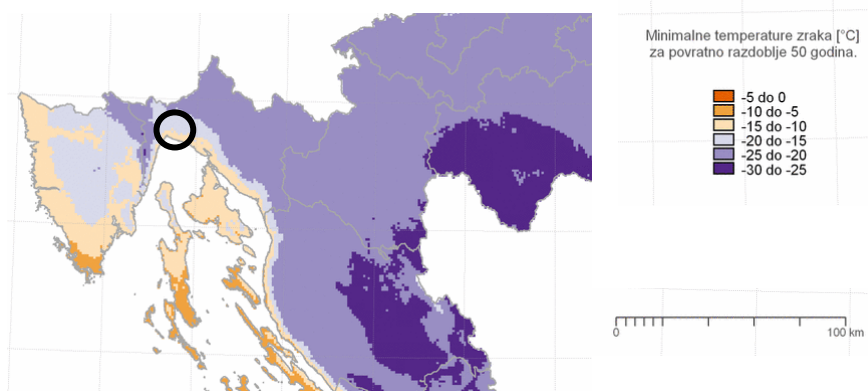 Minimalne temperature zraka [°C]
za povratno razdoblje 50 godina.
-5 do 0
-10 do -5
-15 do -10
-20 do -15
-25 do -20
-30 do -25
0 100 km